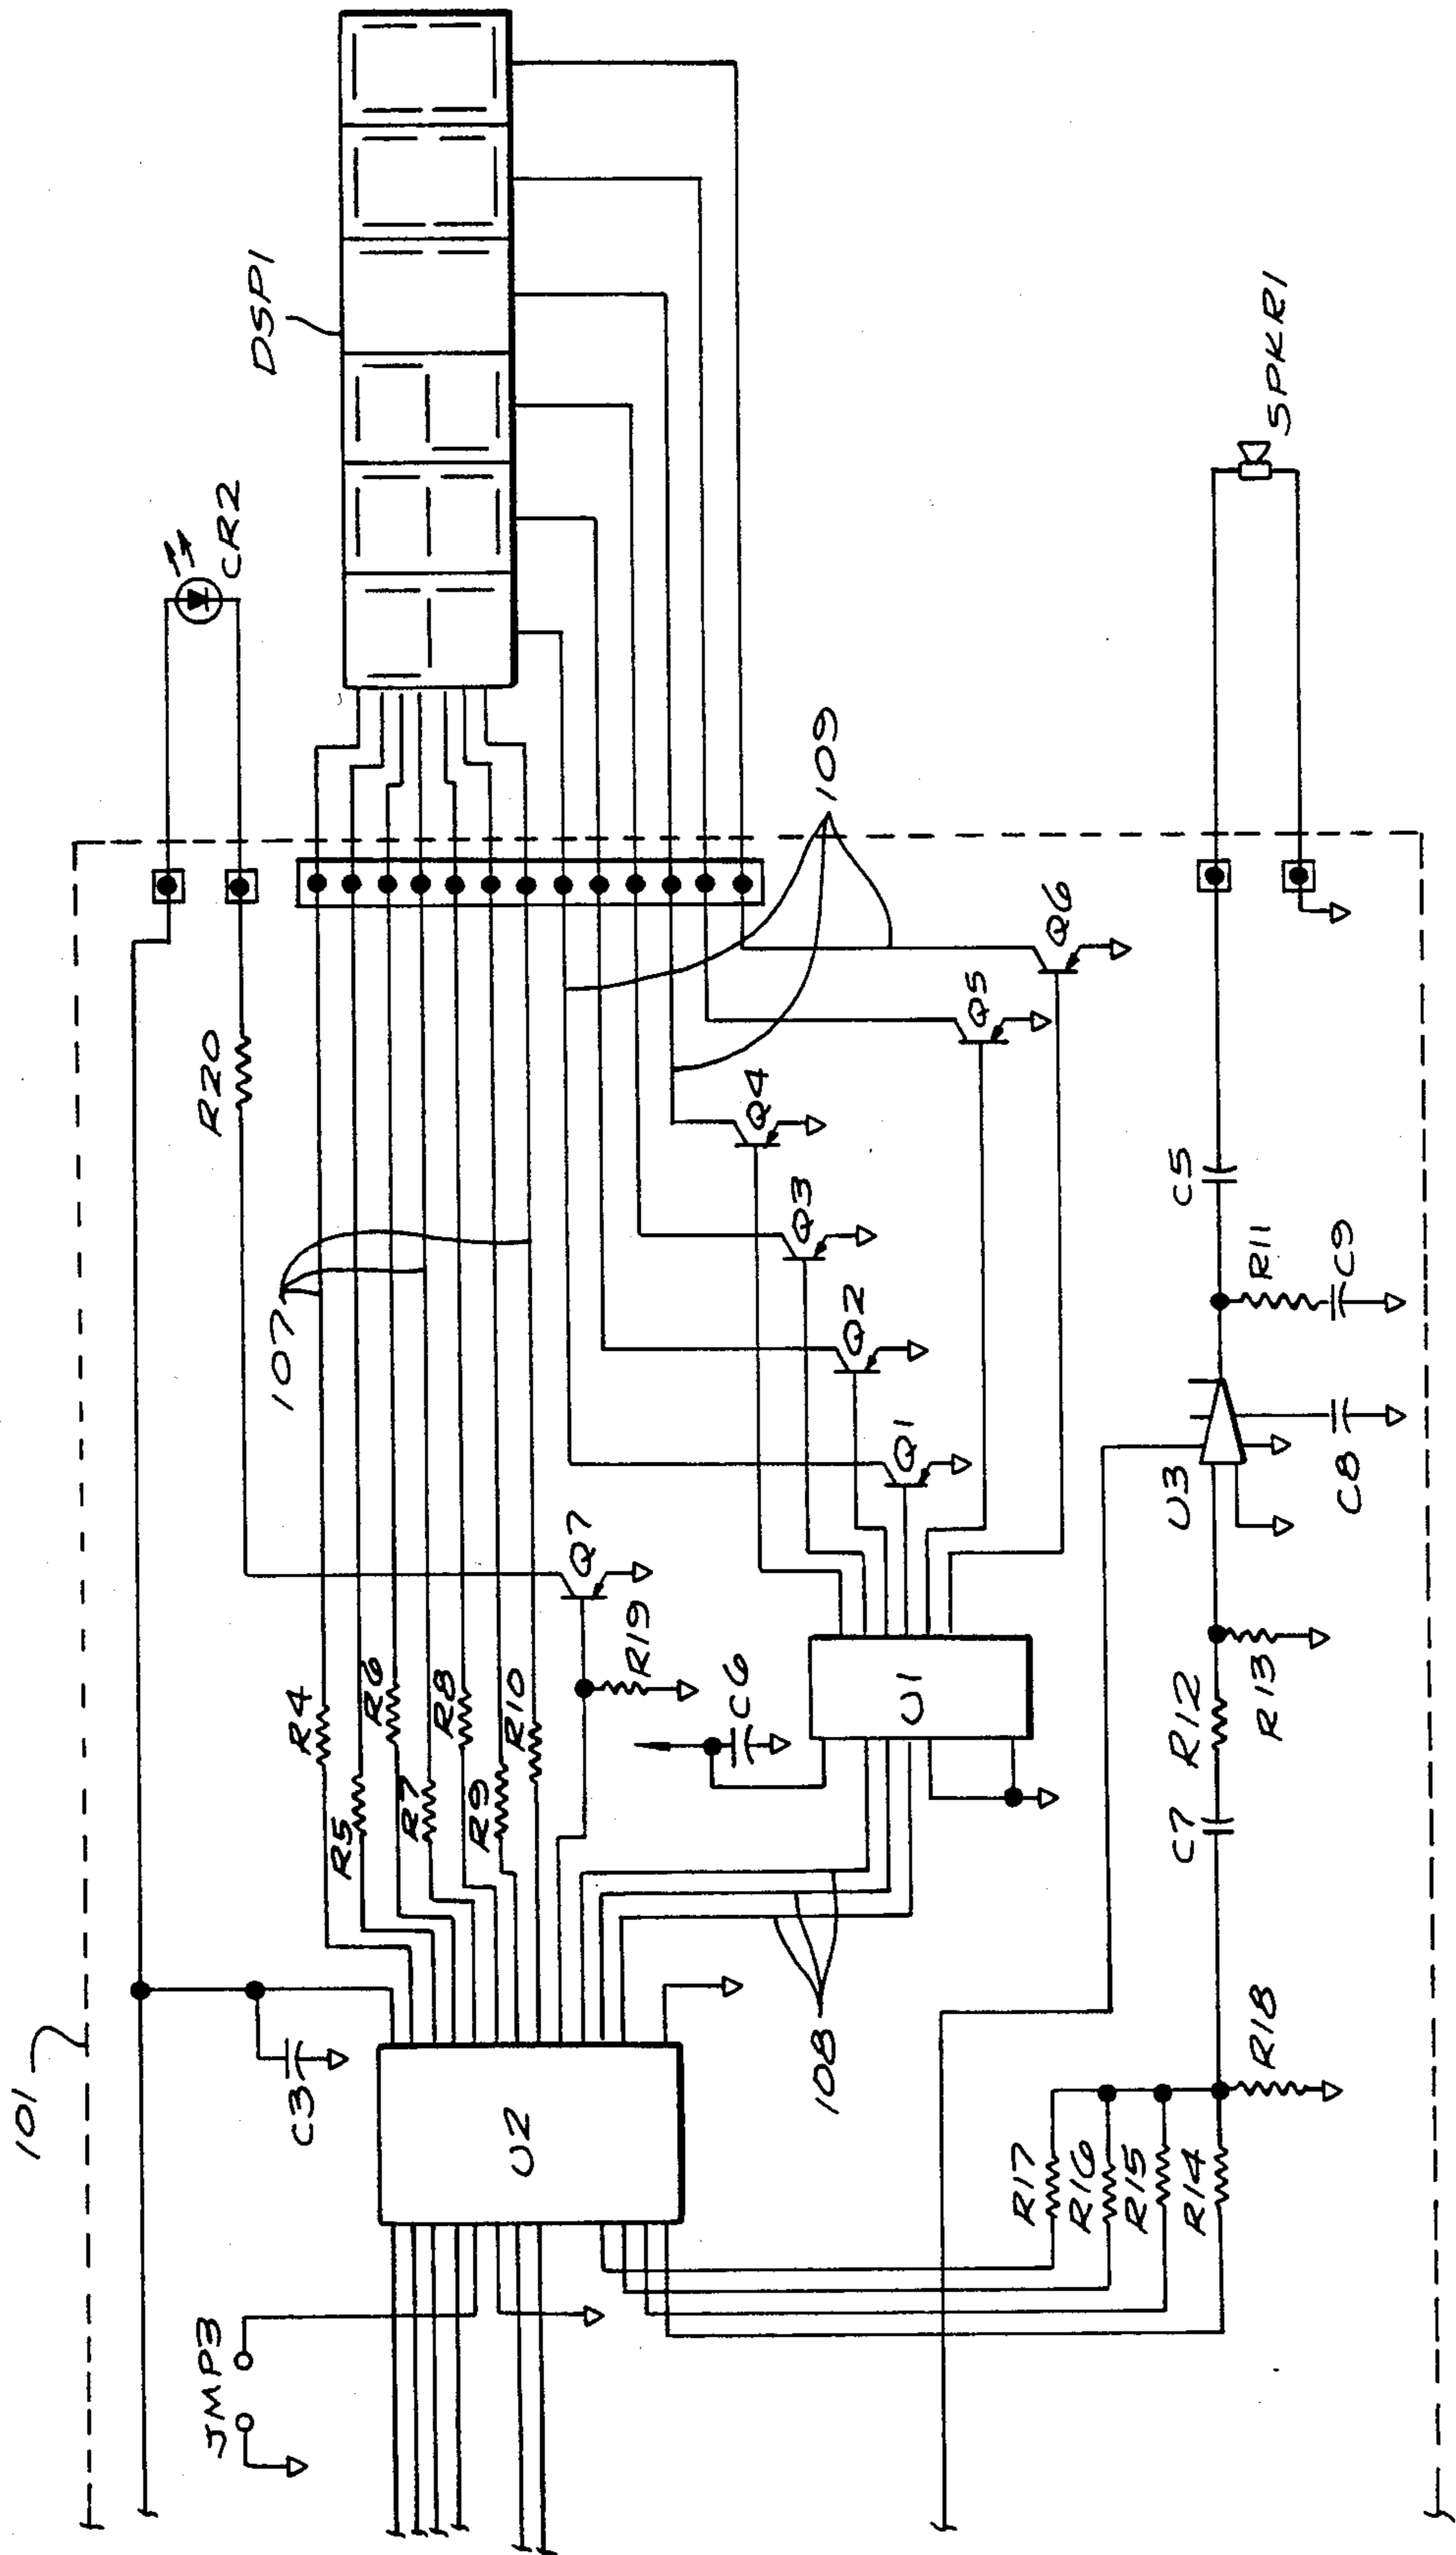 101
JMP3
C3
R20
CR2
DSP1
432100
107
R4
R5
R6
R7
R8
R9
R10
U2
Q7
R19
C6
108
109
U1
Q4
Q3
Q2
Q1
Q5
Q6
R17
R16
R15
R14
R18
C7
R12
R13
U3
C8
R11
C9
C5
SPKR1